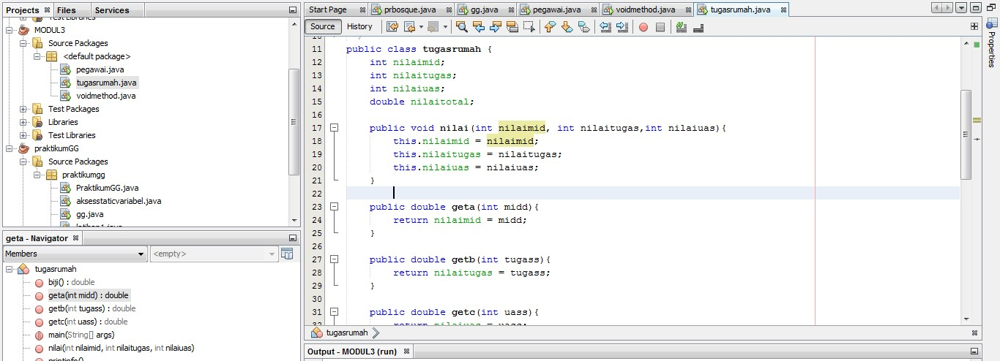 Projects Files Services
Test Libraries
MODUL3
Source Packages
<default package>
pegawai.java
tugasrumah.java
voidmethod.java
Test Packages
Libraries
Test Libraries
praktikumGG
Source Packages
praktikumgg
PraktikumGG.java
aksesstaticvariabel.java
gg.java
latihan1.java
geta - Navigator
Members <empty>
tugasrumah
biji() : double
geta(int midd) : double
getb(int tugass) : double
getc(int uass) : double
main(String[] args)
nilai(int nilaimid, int nilaitugas, int nilaiuas)
printinfo()
Start Page prbosque.java gg.java pegawai.java voidmethod.java tugasrumah.java
Source History
10 */
11 public class tugasrumah {
12 int nilaimid;
13 int nilaitugas;
14 int nilaiuas;
15 double nilaitotal;
16
17 public void nilai(int nilaimid, int nilaitugas,int nilaiuas){
18 this.nilaimid = nilaimid;
19 this.nilaitugas = nilaitugas;
20 this.nilaiuas = nilaiuas;
21 }
22
23 public double geta(int midd){
24 return nilaimid = midd;
25 }
26
27 public double getb(int tugass){
28 return nilaitugas = tugass;
29 }
30
31 public double getc(int uass){
32 return nilaiuas = uass;
tugasrumah
Output - MODUL3 (run)
Properties